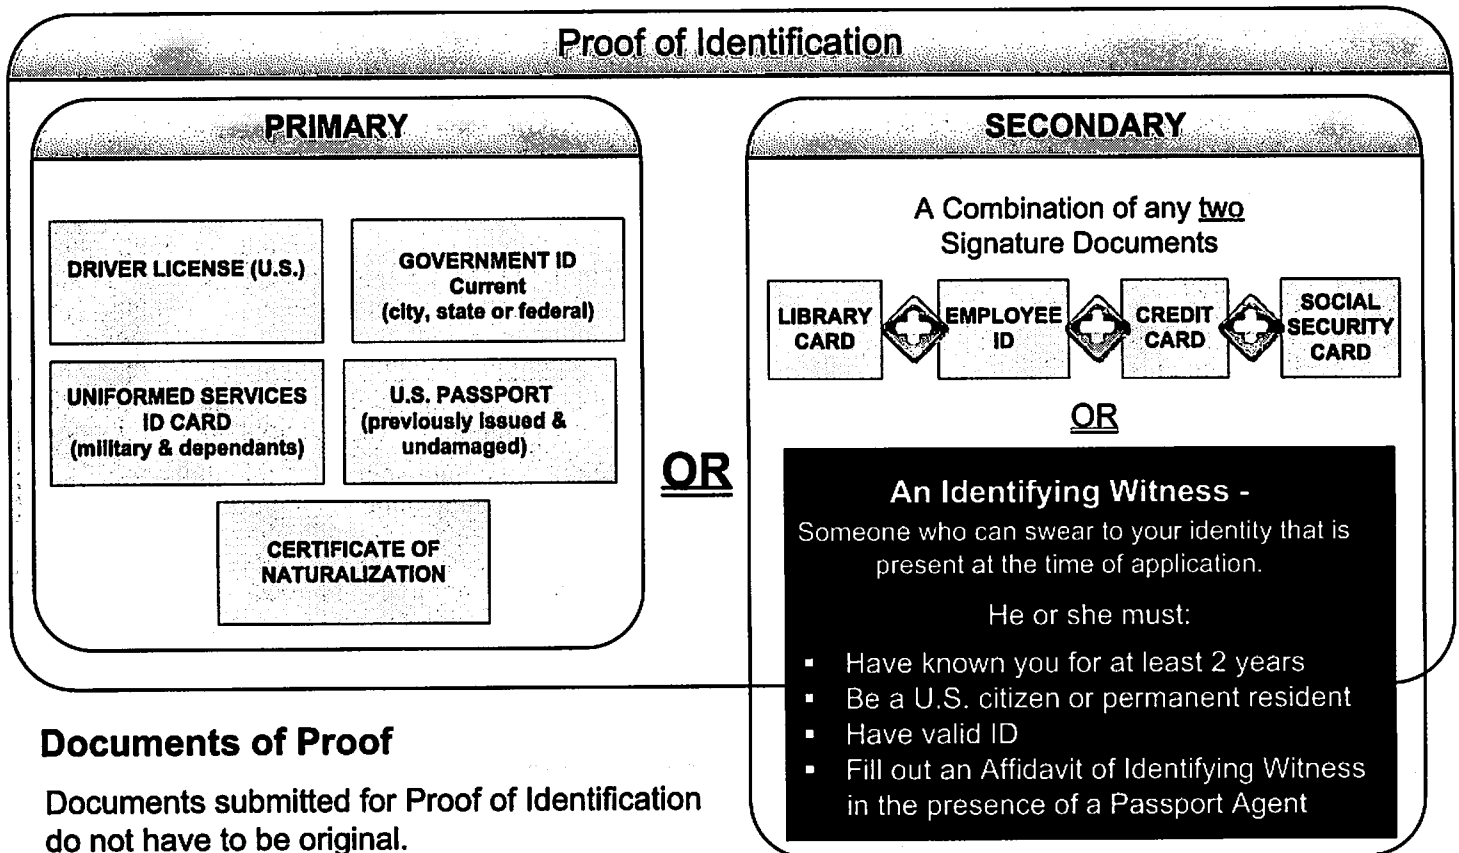 Proof of Identification
PRIMARY
DRIVER LICENSE (U.S.)
GOVERNMENT ID
Current
(city, state or federal)
UNIFORMED SERVICES
ID CARD
(military & dependants)
U.S. PASSPORT
(previously issued &
undamaged)
CERTIFICATE OF
NATURALIZATION
OR
SECONDARY
A Combination of any two
Signature Documents
LIBRARY
CARD
EMPLOYEE
ID
CREDIT
CARD
SOCIAL
SECURITY
CARD
OR
An Identifying Witness -
Someone who can swear to your identity that is
present at the time of application.
He or she must:
▪ Have known you for at least 2 years
▪ Be a U.S. citizen or permanent resident
▪ Have valid ID
▪ Fill out an Affidavit of Identifying Witness
in the presence of a Passport Agent
Documents of Proof
Documents submitted for Proof of Identification
do not have to be original.